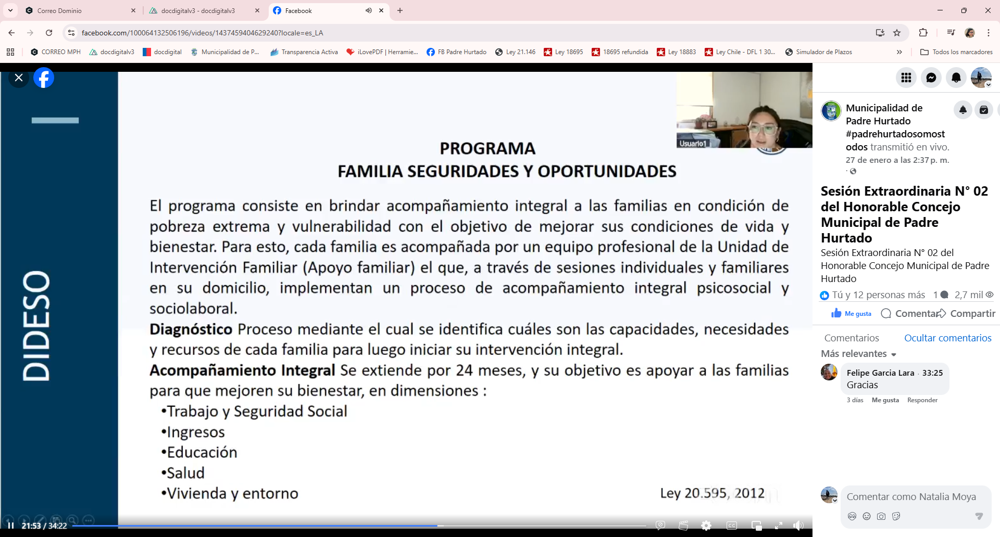 Correo Dominio
docdigitalv3 - docdigitalv3
Facebook
facebook.com/100064132506196/videos/1437459404629240?locale=es_LA
CORREO MPH
docdigitalv3
docdigital
Municipalidad de P...
Transparencia Activa
iLovePDF | Herramie...
FB Padre Hurtado
Ley 21.146
Ley 18695
18695 refundida
Ley 18883
Ley Chile - DFL 1 30...
Simulador de Plazos
Todos los marcadores
DIDESO
Usuario1
PROGRAMA
FAMILIA SEGURIDADES Y OPORTUNIDADES
El programa consiste en brindar acompañamiento integral a las familias en condición de
pobreza extrema y vulnerabilidad con el objetivo de mejorar sus condiciones de vida y
bienestar. Para esto, cada familia es acompañada por un equipo profesional de la Unidad de
Intervención Familiar (Apoyo familiar) el que, a través de sesiones individuales y familiares
en su domicilio, implementan un proceso de acompañamiento integral psicosocial y
sociolaboral.
Diagnóstico Proceso mediante el cual se identifica cuáles son las capacidades, necesidades
y recursos de cada familia para luego iniciar su intervención integral.
Acompañamiento Integral Se extiende por 24 meses, y su objetivo es apoyar a las familias
para que mejoren su bienestar, en dimensiones :
•Trabajo y Seguridad Social
•Ingresos
•Educación
•Salud
•Vivienda y entorno
Ley 20.595, 2012
21:53 / 34:22
Municipalidad de
Padre Hurtado
#padrehurtadosomost
odos transmitió en vivo.
27 de enero a las 2:37 p. m.
·
Sesión Extraordinaria N° 02
del Honorable Concejo
Municipal de Padre
Hurtado
Sesión Extraordinaria N° 02 del
Honorable Concejo Municipal de Padre
Hurtado
Tú y 12 personas más 1 2,7 mil
Me gusta Comentar Compartir
Comentarios Ocultar comentarios
Más relevantes
Felipe Garcia Lara · 33:25
Gracias
3 días Me gusta Responder
Comentar como Natalia Moya